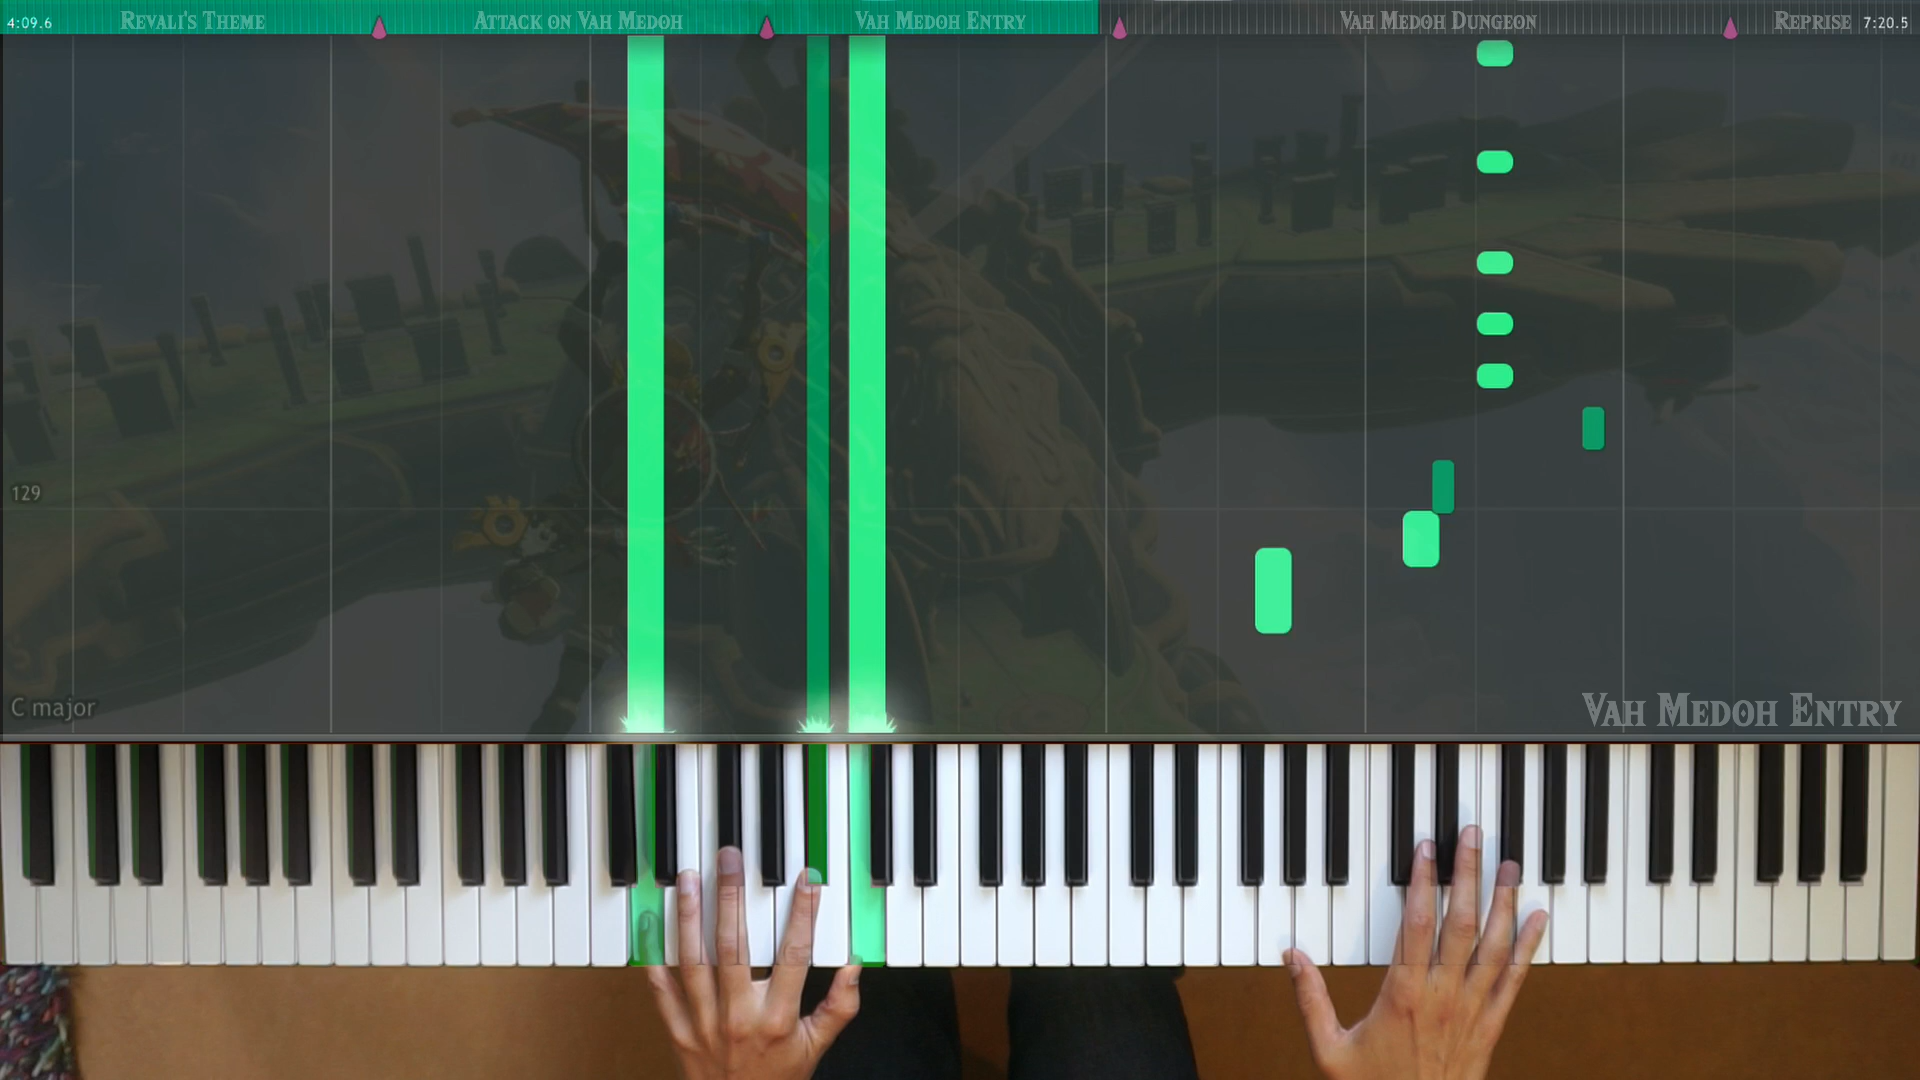 4:09.6 Revali's Theme Attack on Vah Medoh Vah Medoh Entry Vah Medoh Dungeon Reprise 7:20.5
129
C major
Vah Medoh Entry